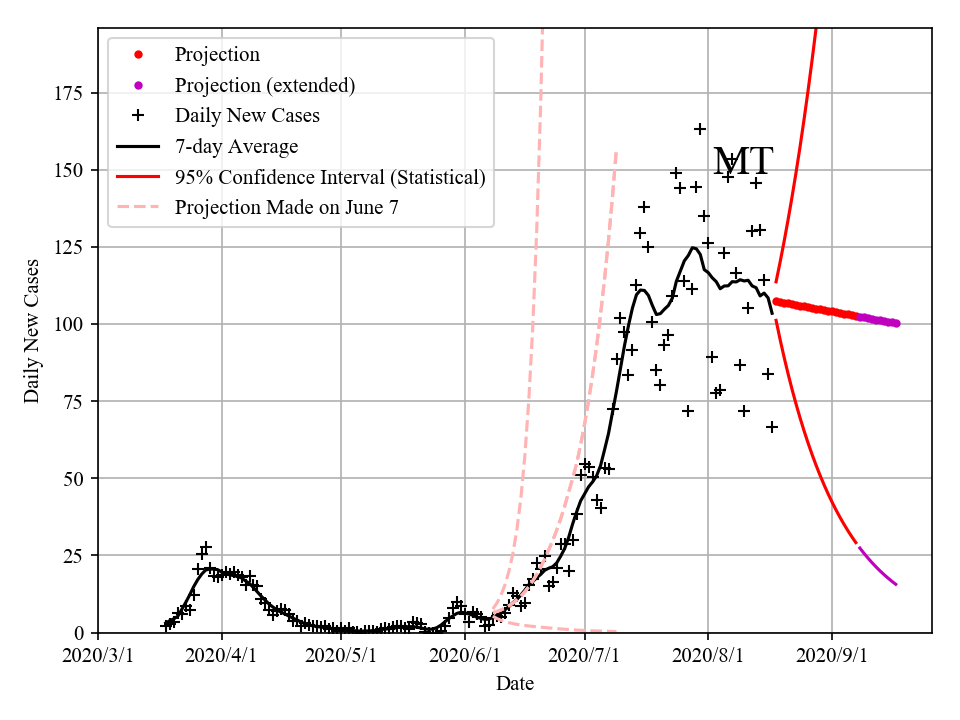 Projection
Projection (extended)
Daily New Cases
7-day Average
95% Confidence Interval (Statistical)
Projection Made on June 7
MT
175
150
125
100
75
50
25
0
Daily New Cases
2020/3/1 2020/4/1 2020/5/1 2020/6/1 2020/7/1 2020/8/1 2020/9/1
Date